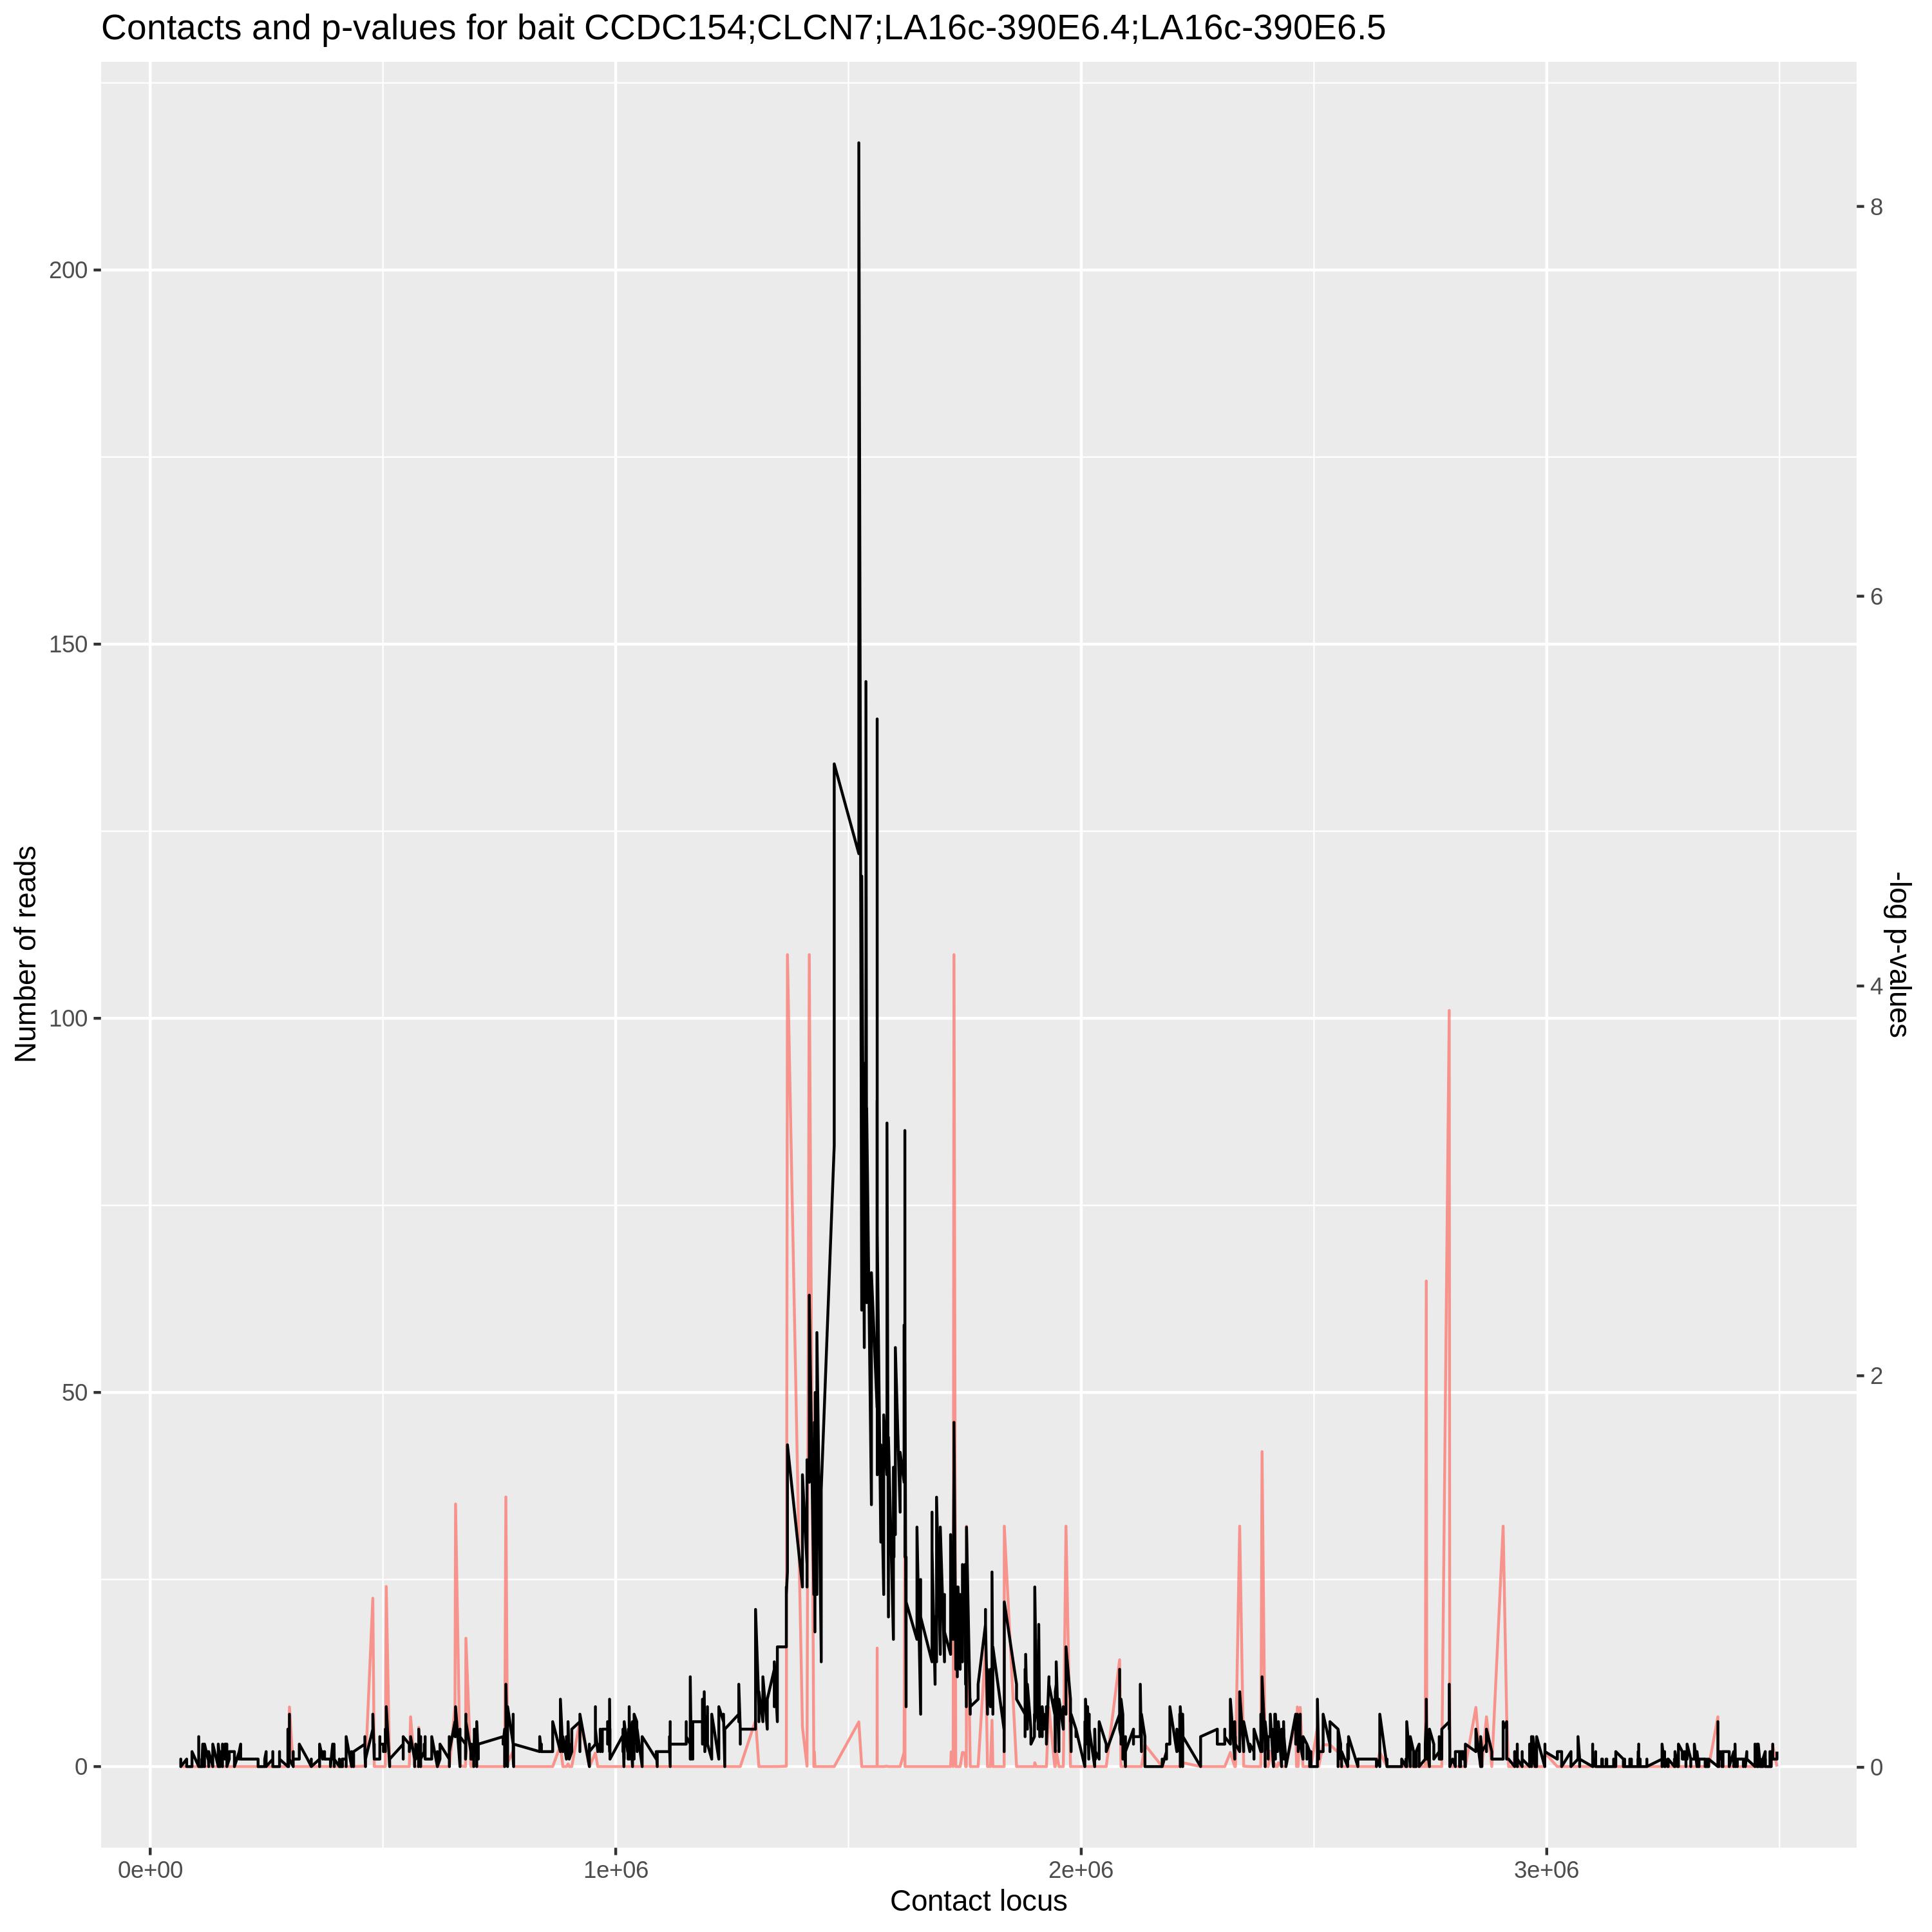 Contacts and p-values for bait CCDC154;CLCN7;LA16c-390E6.4;LA16c-390E6.5
200
150
100
50
0
Number of reads
8
6
4
2
0
-log p-values
0e+00
1e+06
2e+06
3e+06
Contact locus